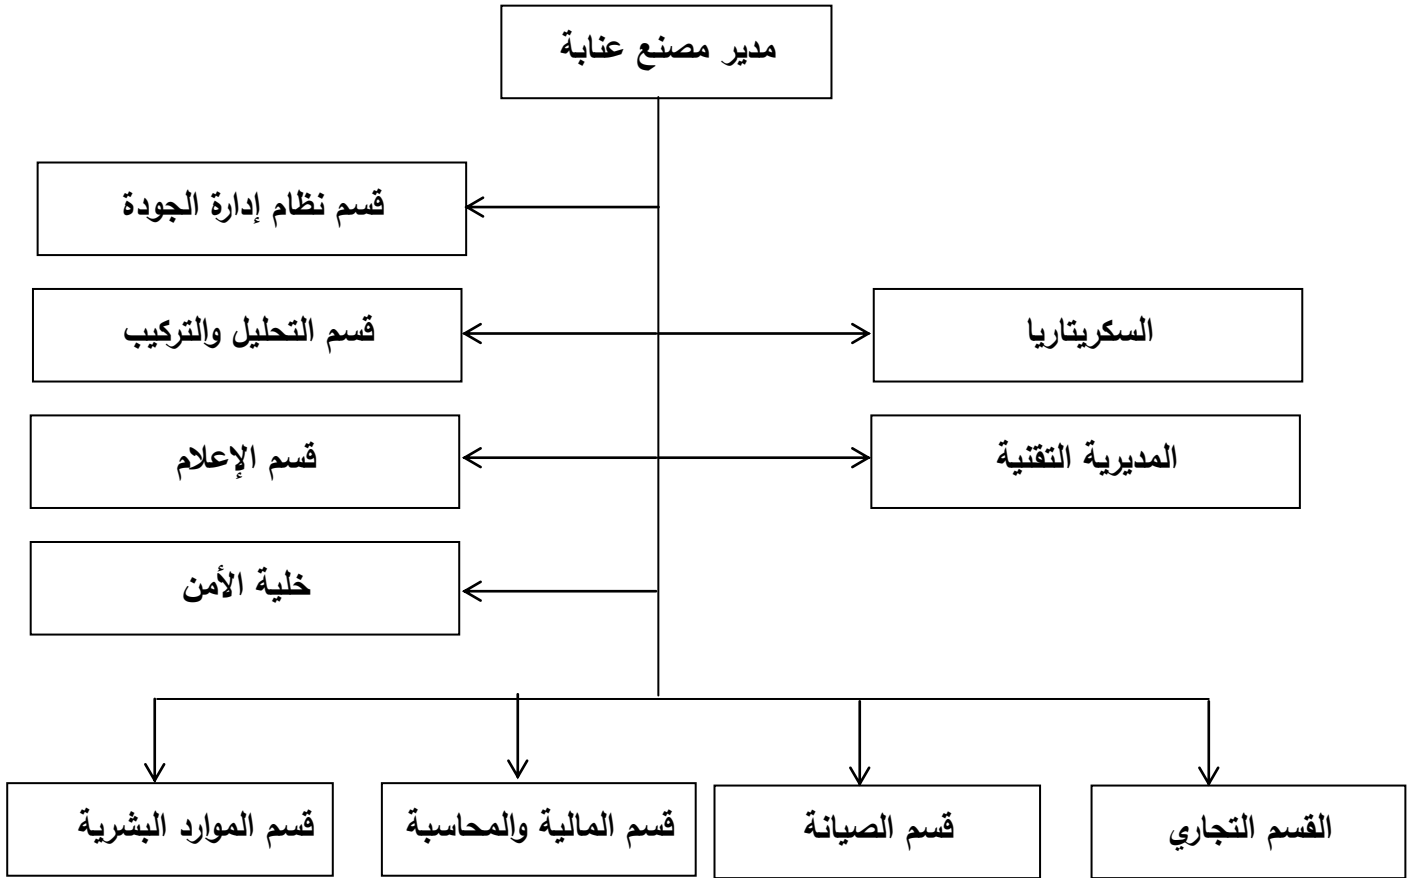 مدير مصنع عنابة
قسم نظام إدارة الجودة
السكريتاريا
قسم التحليل والتركيب
المديرية التقنية
قسم الإعلام
خلية الأمن
القسم التجاري
قسم الصيانة
قسم المالية والمحاسبة
قسم الموارد البشرية